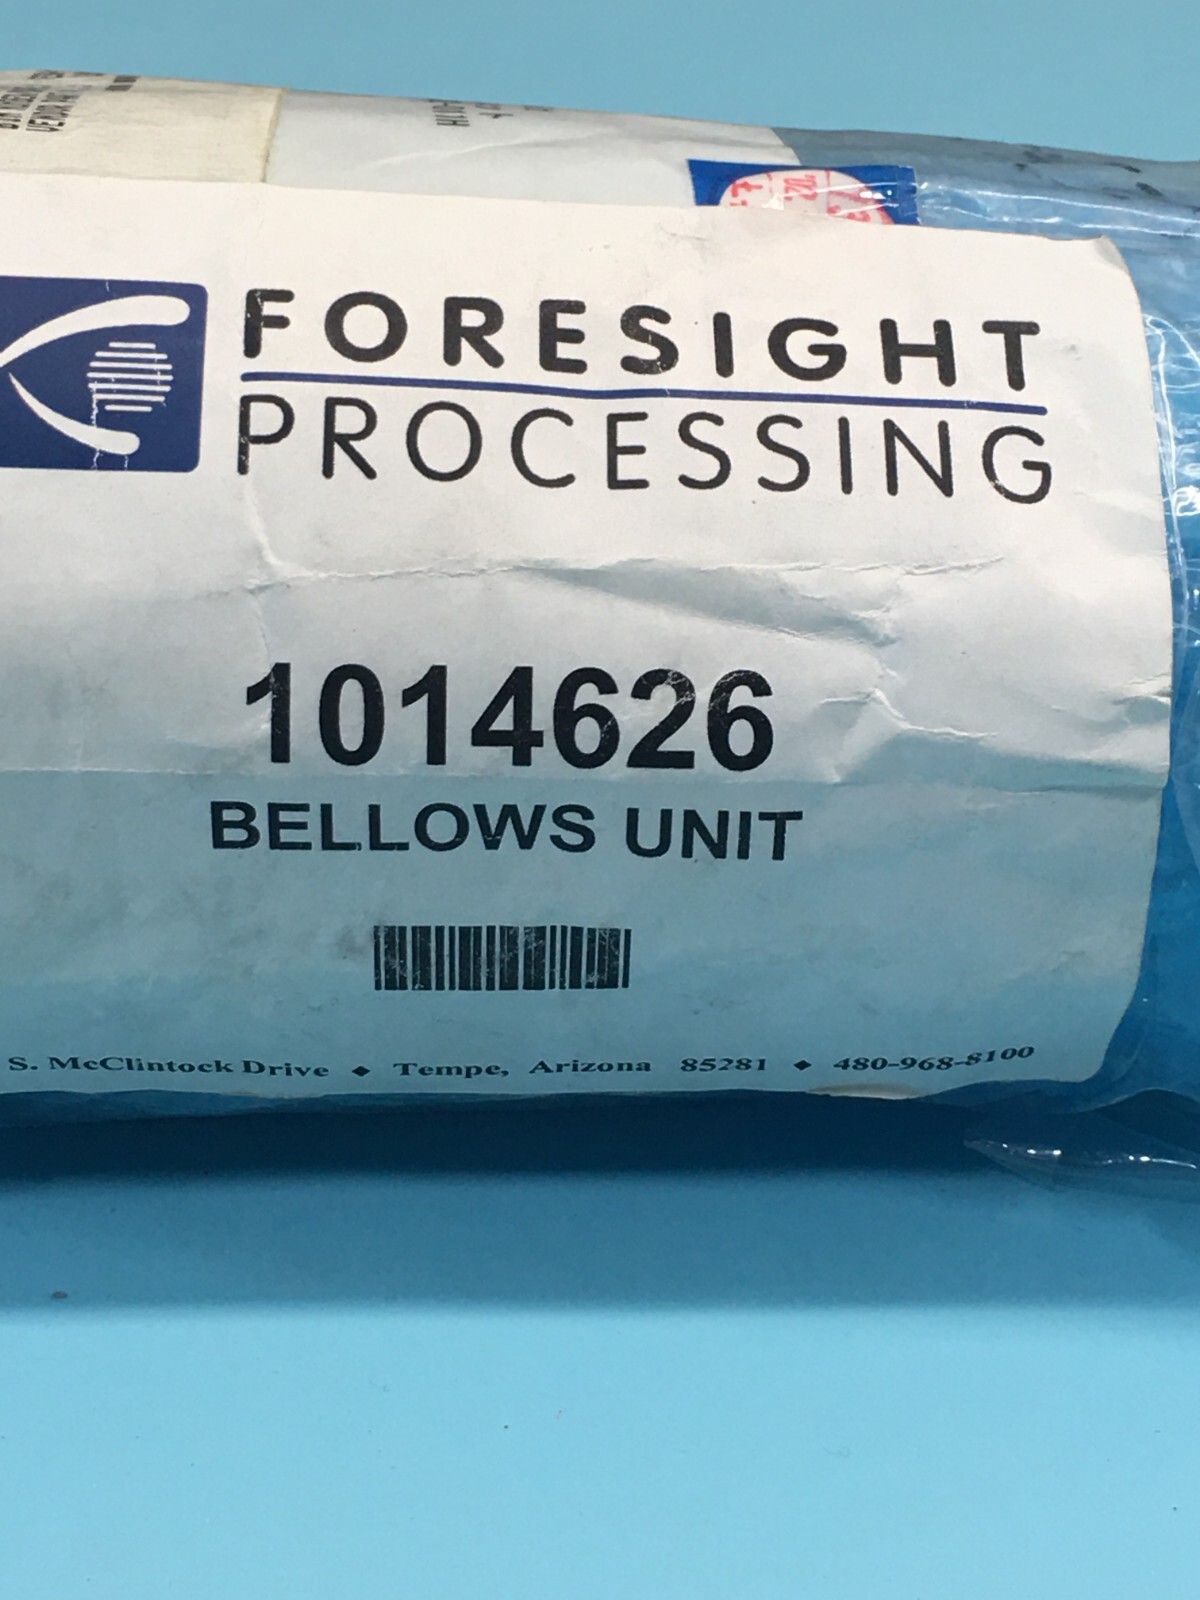 FORESIGHT
PROCESSING
1014626
BELLOWS UNIT
S. McClintock Drive ◆ Tempe, Arizona 85281 ◆ 480-968-8100